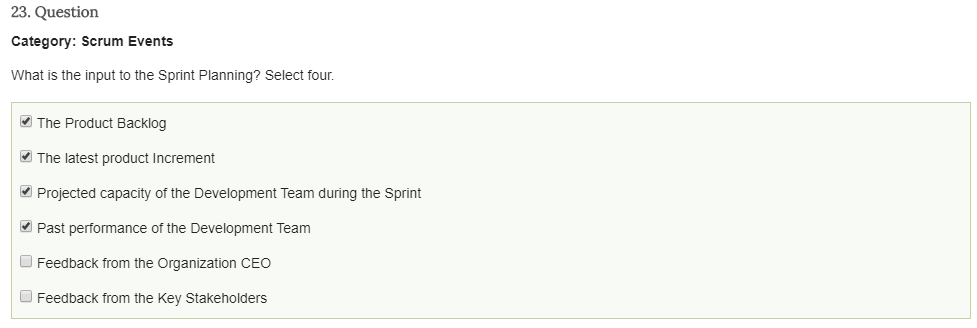 23. Question
Category: Scrum Events
What is the input to the Sprint Planning? Select four.
The Product Backlog
The latest product Increment
Projected capacity of the Development Team during the Sprint
Past performance of the Development Team
Feedback from the Organization CEO
Feedback from the Key Stakeholders